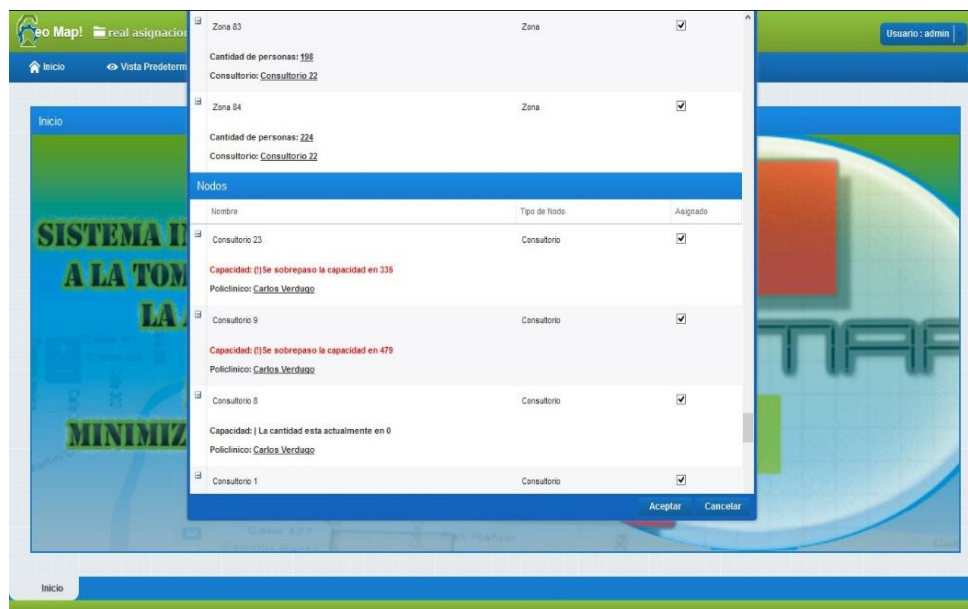 eo Map!
real asignacion
Usuario : admin
Inicio
Vista Predeterm
Inicio
SISTEMA I
A LA TOM
LA
MINIMIZ
Zona 83 Zona
Cantidad de personas: 198
Consultorio: Consultorio 22
Zona 84 Zona
Cantidad de personas: 224
Consultorio: Consultorio 22
Nodos
Nombre Tipo de Nodo Asignado
Consultorio 23 Consultorio
Capacidad: (!)Se sobrepaso la capacidad en 335
Policlinico: Carlos Verdugo
Consultorio 9 Consultorio
Capacidad: (!)Se sobrepaso la capacidad en 479
Policlinico: Carlos Verdugo
Consultorio 8 Consultorio
Capacidad: | La cantidad esta actualmente en 0
Policlinico: Carlos Verdugo
Consultorio 1 Consultorio
Aceptar Cancelar
MAP
Calle 127
Inicio